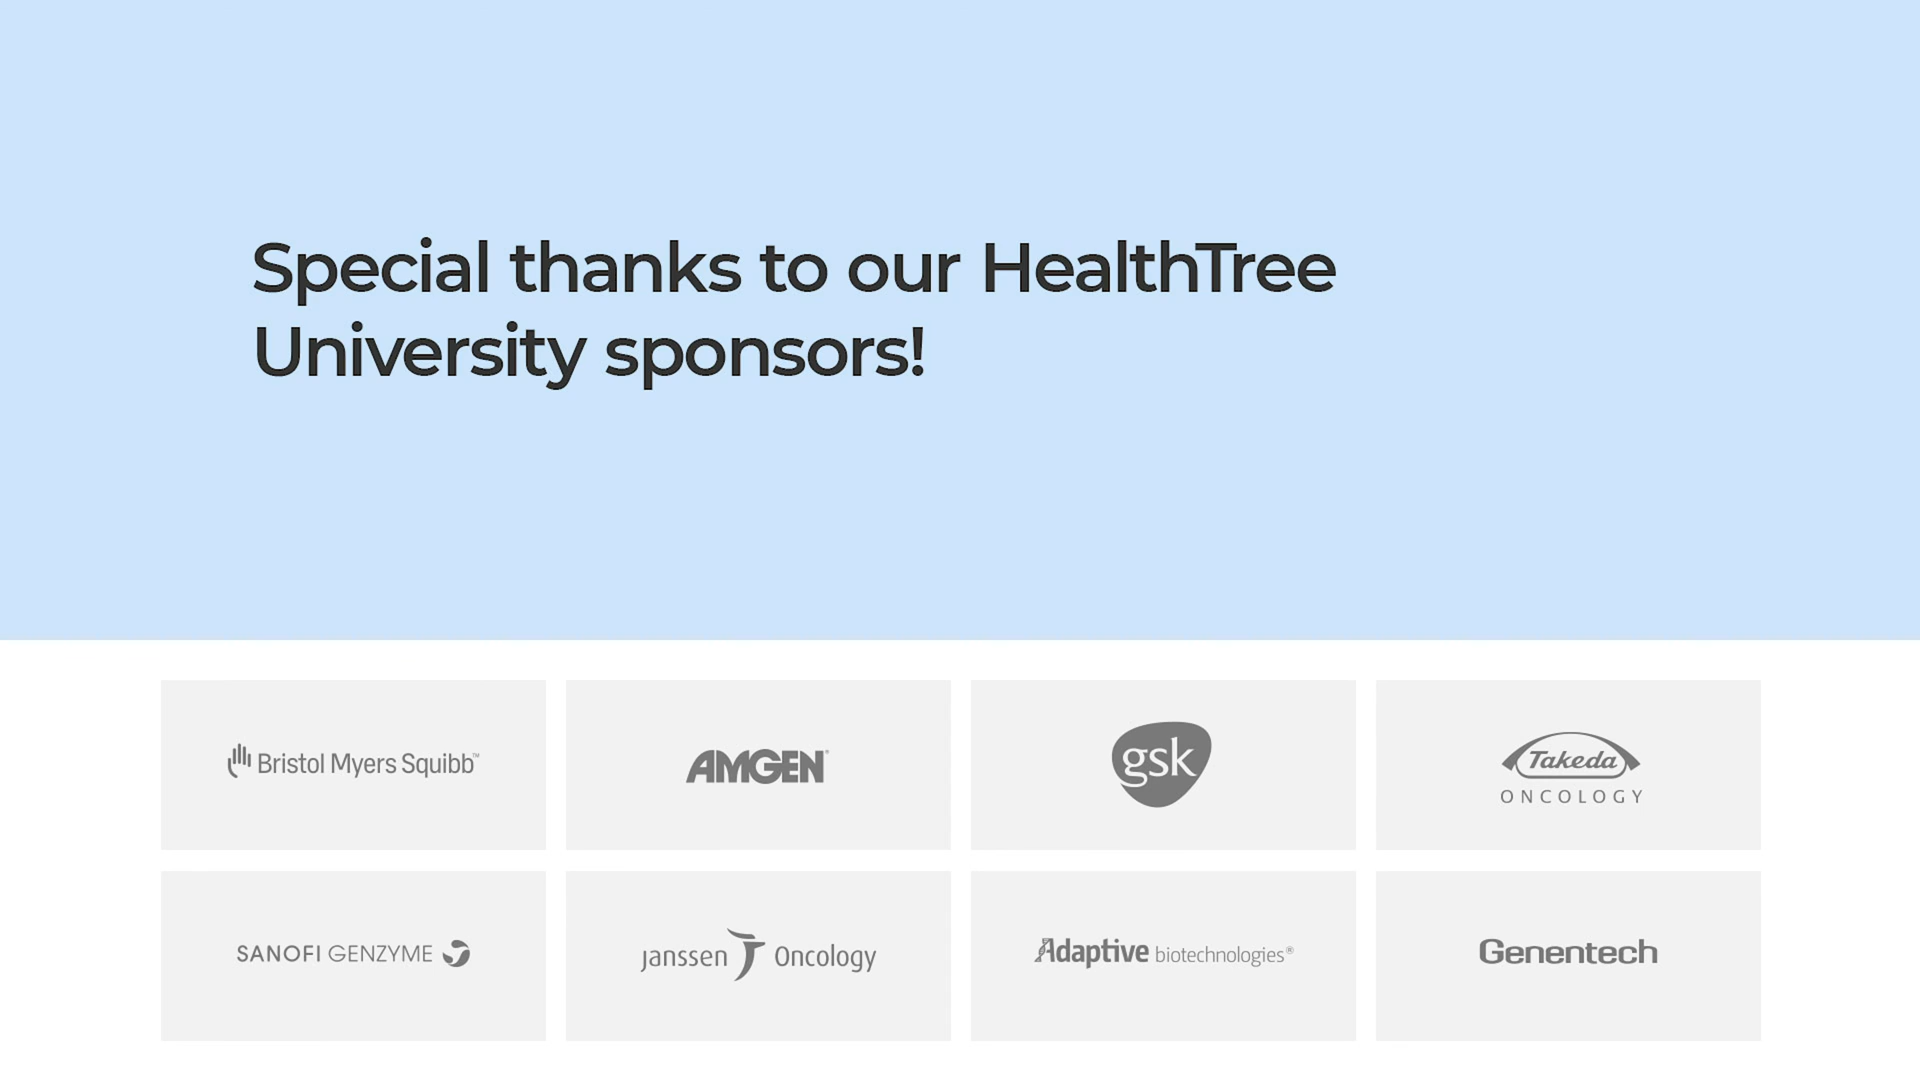 Special thanks to our HealthTree
University sponsors!
Bristol Myers Squibb™
AMGEN®
gsk
Takeda
ONCOLOGY
SANOFI GENZYME
janssen Oncology
Adaptive biotechnologies®
Genentech